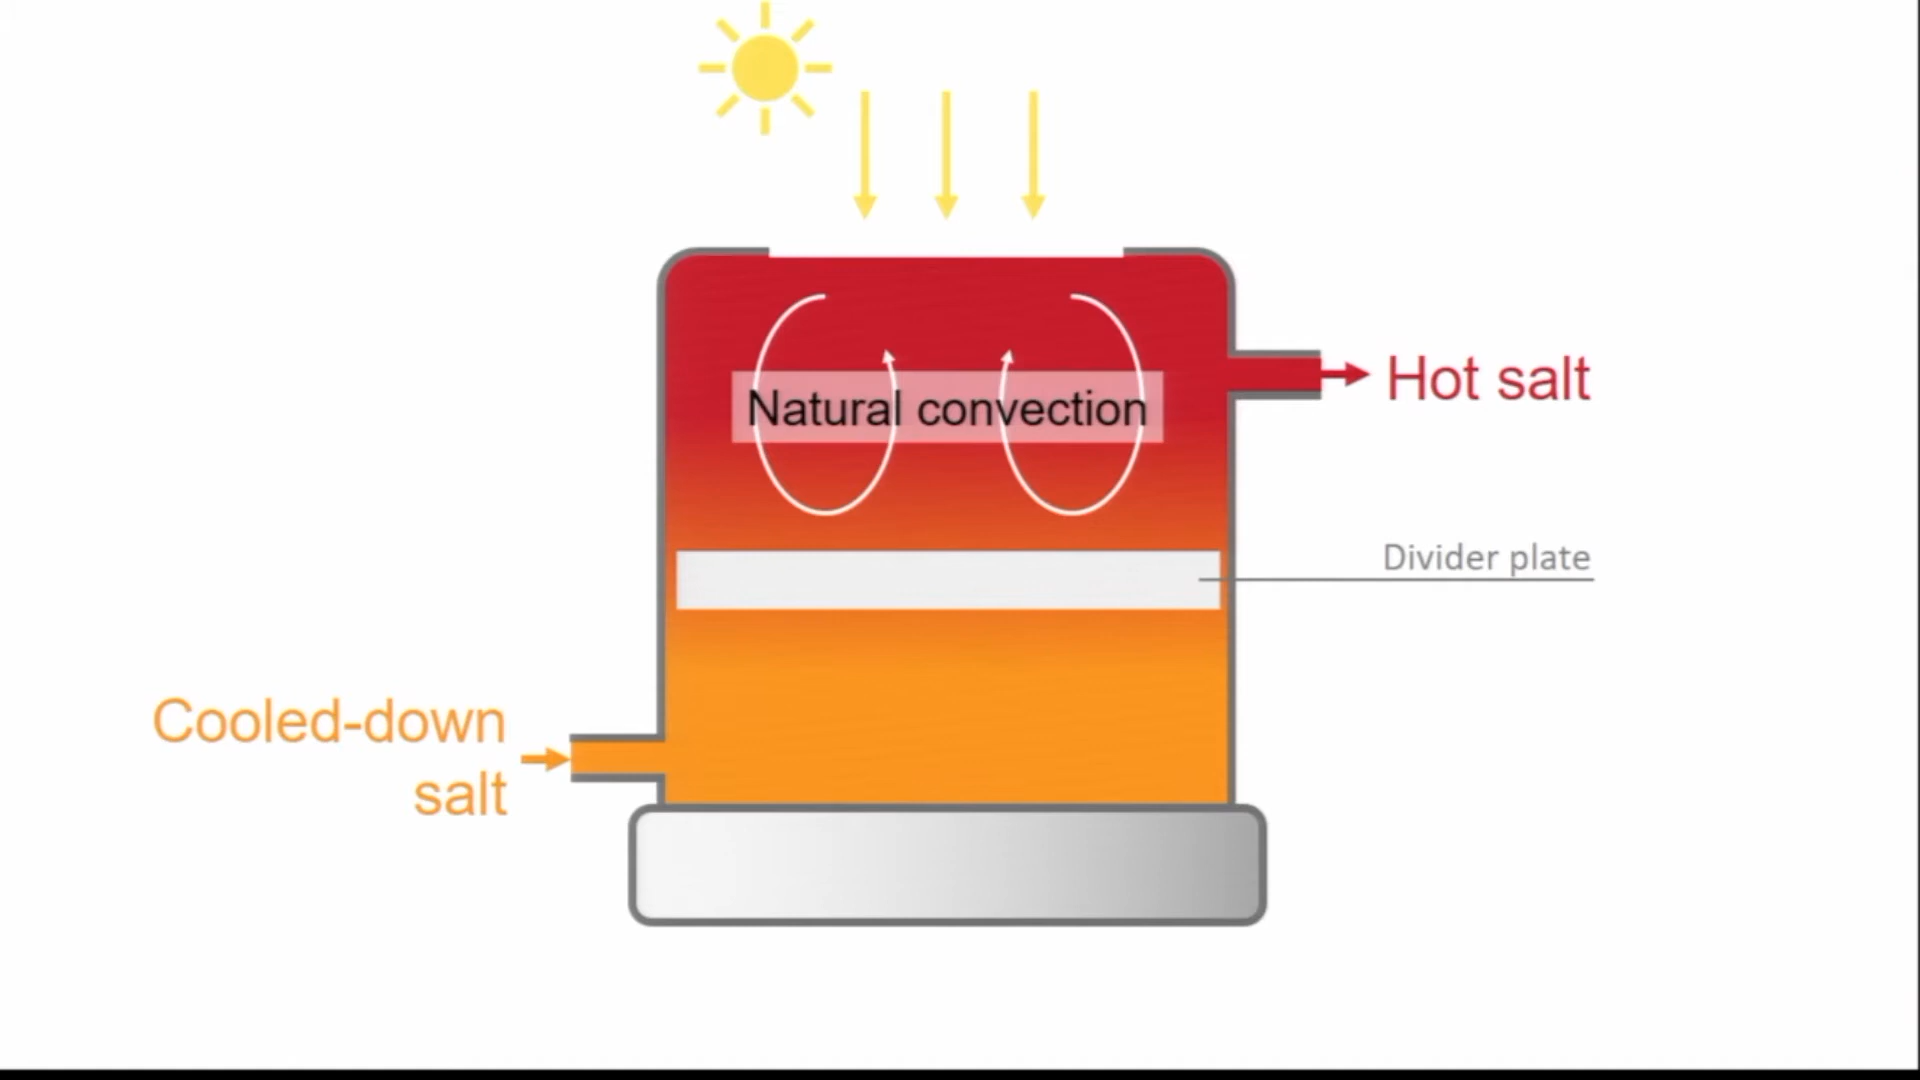 Natural convection
Hot salt
Divider plate
Cooled-down
salt